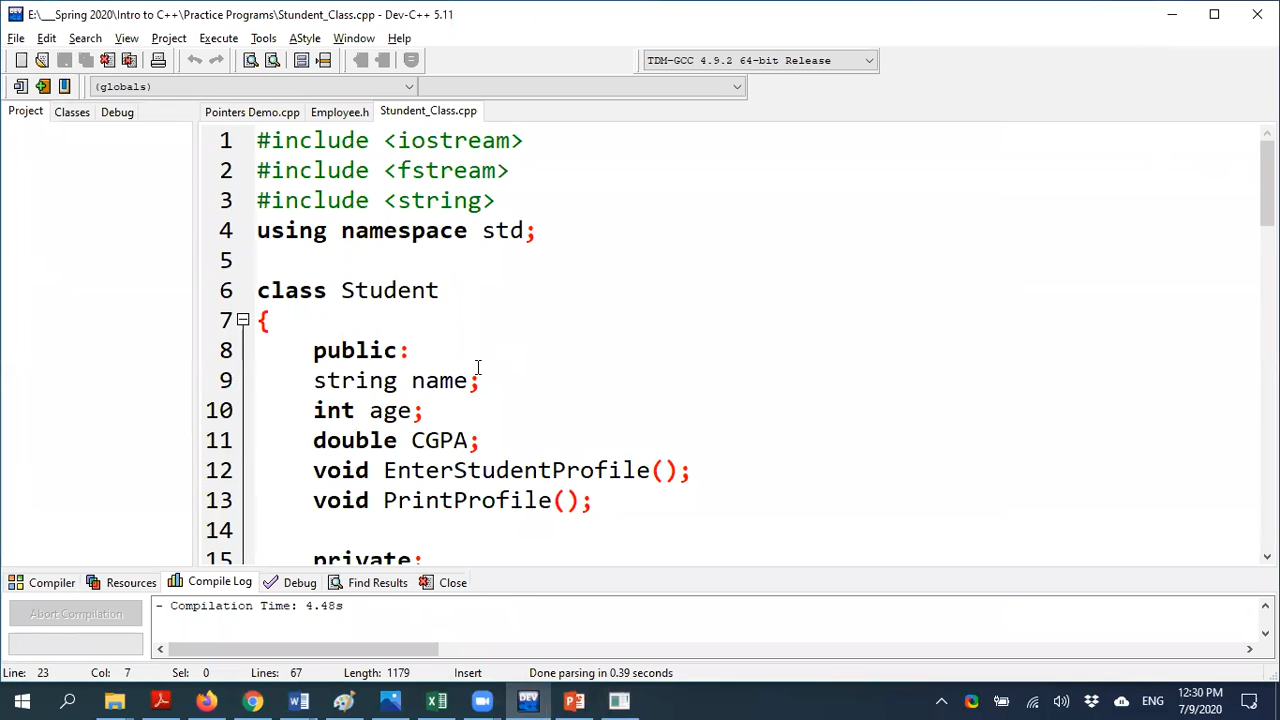 E:\___Spring 2020\Intro to C++\Practice Programs\Stundent_Class.cpp - Dev-C++ 5.11
File Edit Search View Project Execute Tools AStyle Window Help
TDM-GCC 4.9.2 64-bit Release
(globals)
Project Classes Debug Pointers Demo.cpp Employee.h Stundent_Class.cpp
1 #include <iostream>
2 #include <fstream>
3 #include <string>
4 using namespace std;
5
6 class Student
7 {
8 public:
9 string name;
10 int age;
11 double CGPA;
12 void EnterStudentProfile();
13 void PrintProfile();
14
15 private:
Compiler Resources Compile Log Debug Find Results Close
Abort Compilation
- Compilation Time: 4.48s
Line: 23 Col: 7 Sel: 0 Lines: 67 Length: 1179 Insert Done parsing in 0.39 seconds
DEV
ENG
12:30 PM
7/9/2020